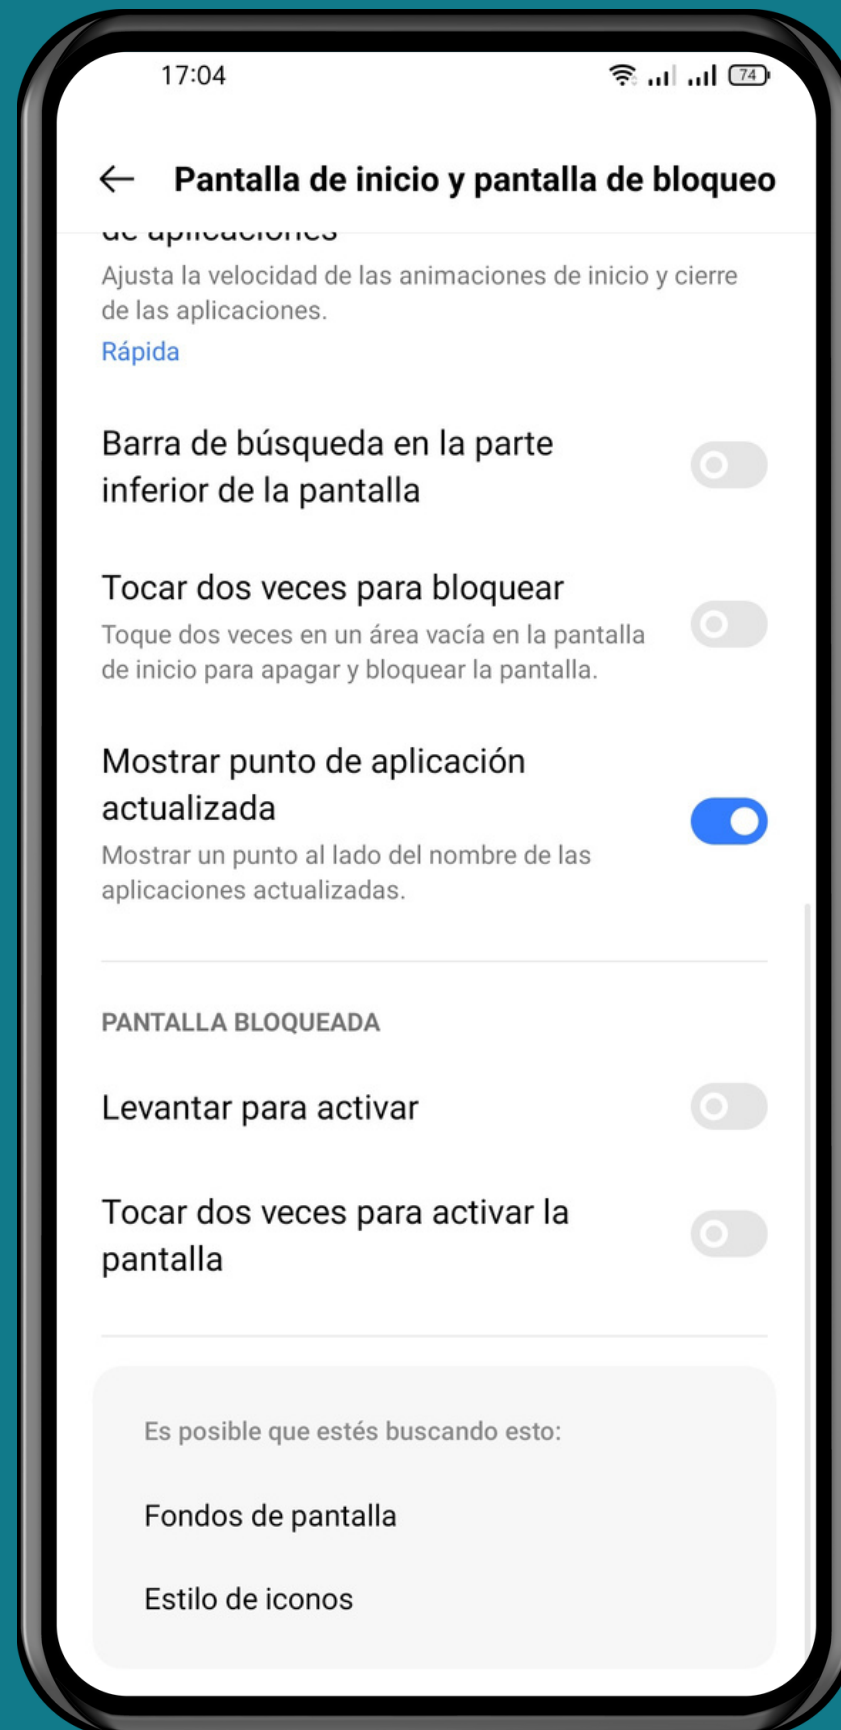 17:04
74
Pantalla de inicio y pantalla de bloqueo
de aplicaciones
Ajusta la velocidad de las animaciones de inicio y cierre
de las aplicaciones.
Rápida
Barra de búsqueda en la parte
inferior de la pantalla
Tocar dos veces para bloquear
Toque dos veces en un área vacía en la pantalla
de inicio para apagar y bloquear la pantalla.
Mostrar punto de aplicación
actualizada
Mostrar un punto al lado del nombre de las
aplicaciones actualizadas.
PANTALLA BLOQUEADA
Levantar para activar
Tocar dos veces para activar la
pantalla
Es posible que estés buscando esto:
Fondos de pantalla
Estilo de iconos